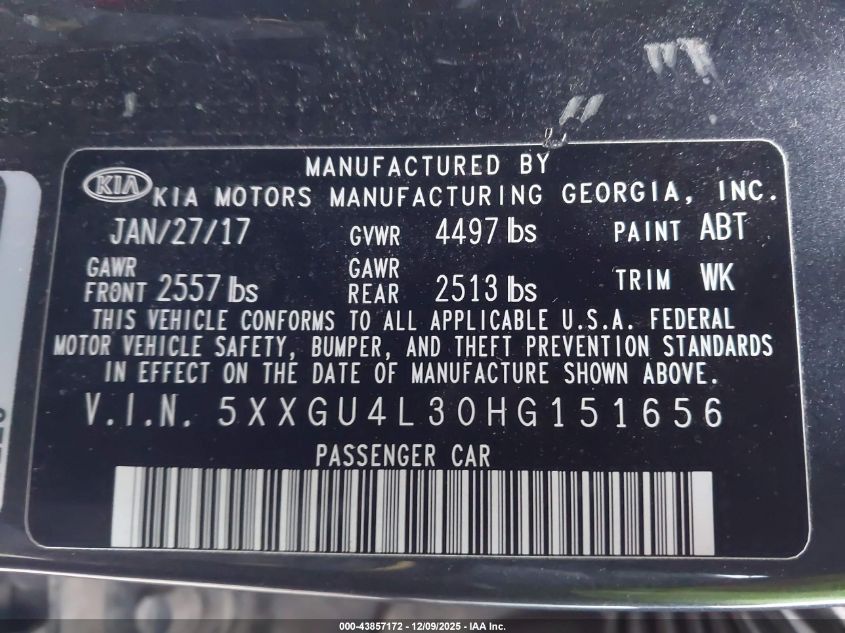 MANUFACTURED BY
KIA KIA MOTORS MANUFACTURING GEORGIA, INC.
JAN/27/17 GVWR 4497 lbs PAINT ABT
GAWR FRONT 2557 lbs GAWR REAR 2513 lbs TRIM WK
THIS VEHICLE CONFORMS TO ALL APPLICABLE U.S.A. FEDERAL
MOTOR VEHICLE SAFETY, BUMPER, AND THEFT PREVENTION STANDARDS
IN EFFECT ON THE DATE OF MANUFACTURE SHOWN ABOVE.
V.I.N. 5XXGU4L30HG151656
PASSENGER CAR
000-43857172 - 12/09/2025 - IAA Inc.